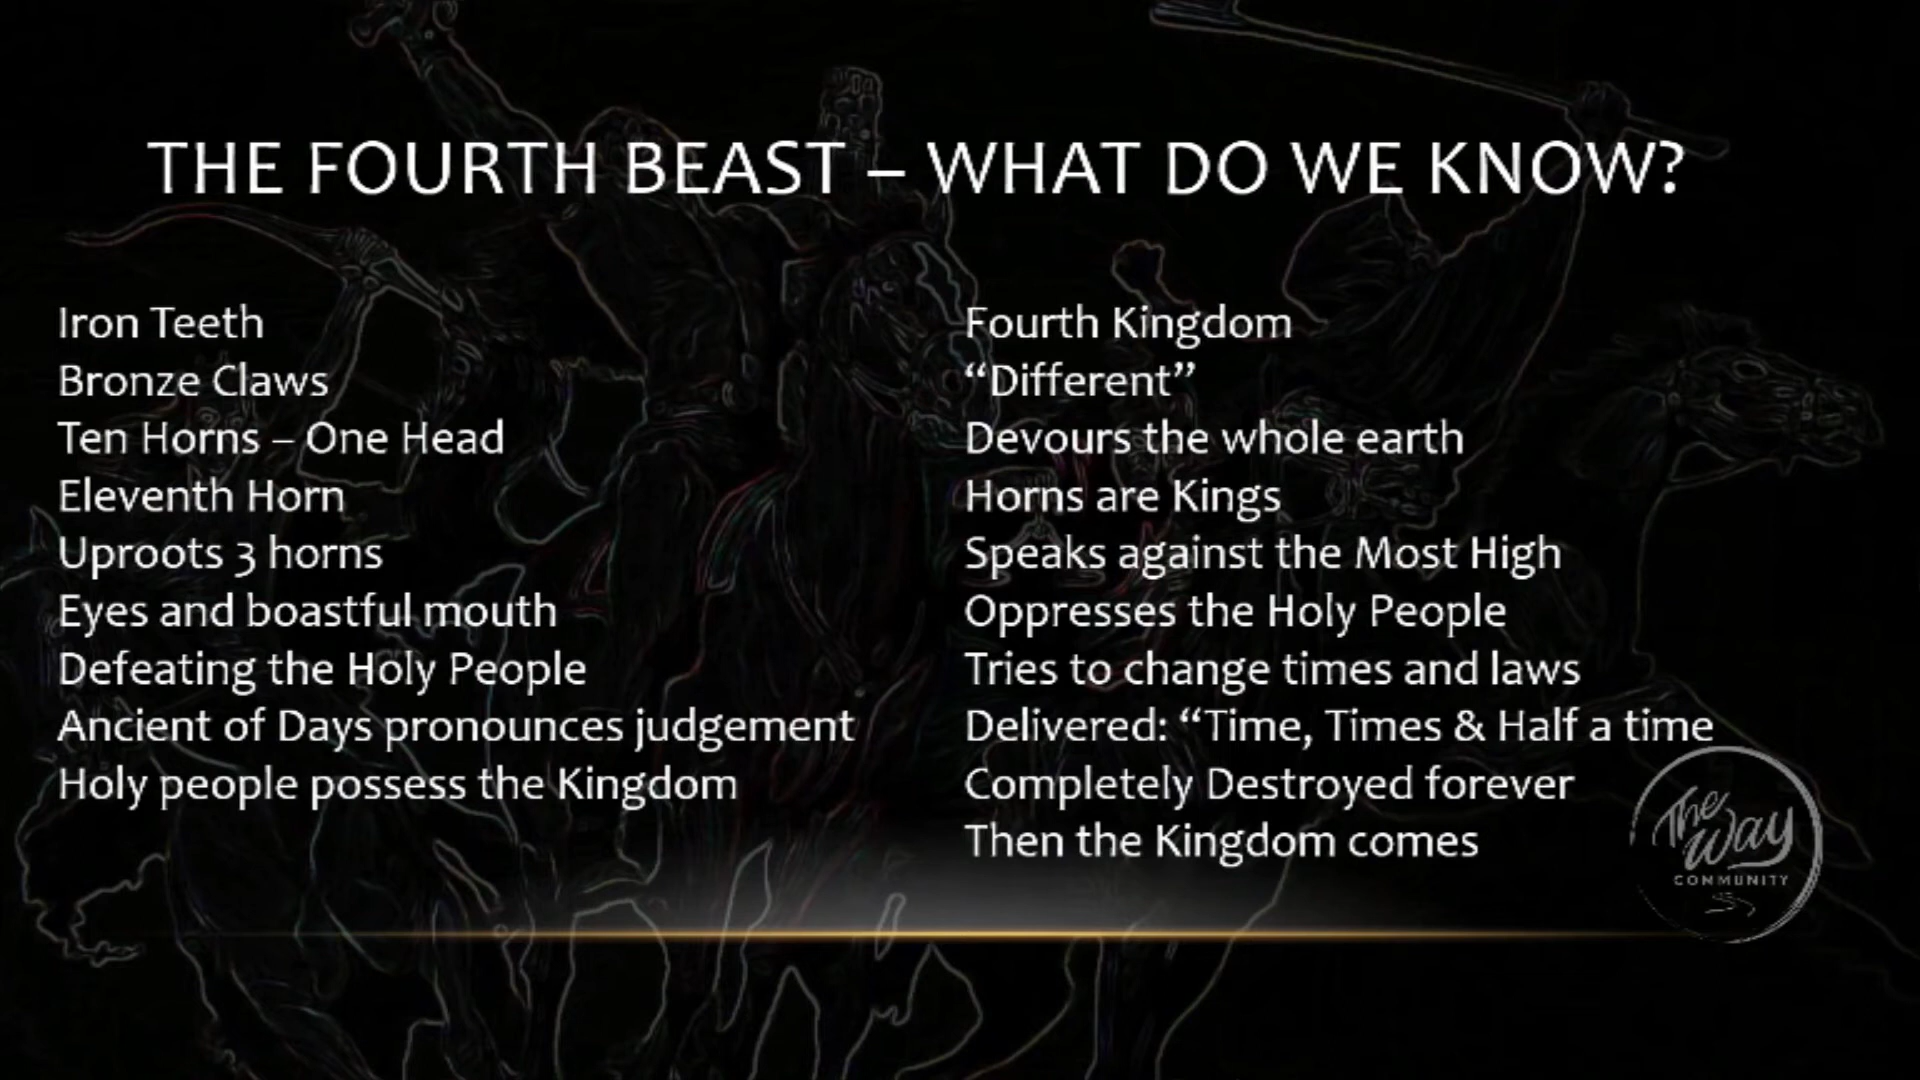 THE FOURTH BEAST – WHAT DO WE KNOW?
Iron Teeth
Bronze Claws
Ten Horns – One Head
Eleventh Horn
Uproots 3 horns
Eyes and boastful mouth
Defeating the Holy People
Ancient of Days pronounces judgement
Holy people possess the Kingdom
Fourth Kingdom
“Different”
Devours the whole earth
Horns are Kings
Speaks against the Most High
Oppresses the Holy People
Tries to change times and laws
Delivered: “Time, Times & Half a time
Completely Destroyed forever
Then the Kingdom comes
The
Way
COMMUNITY